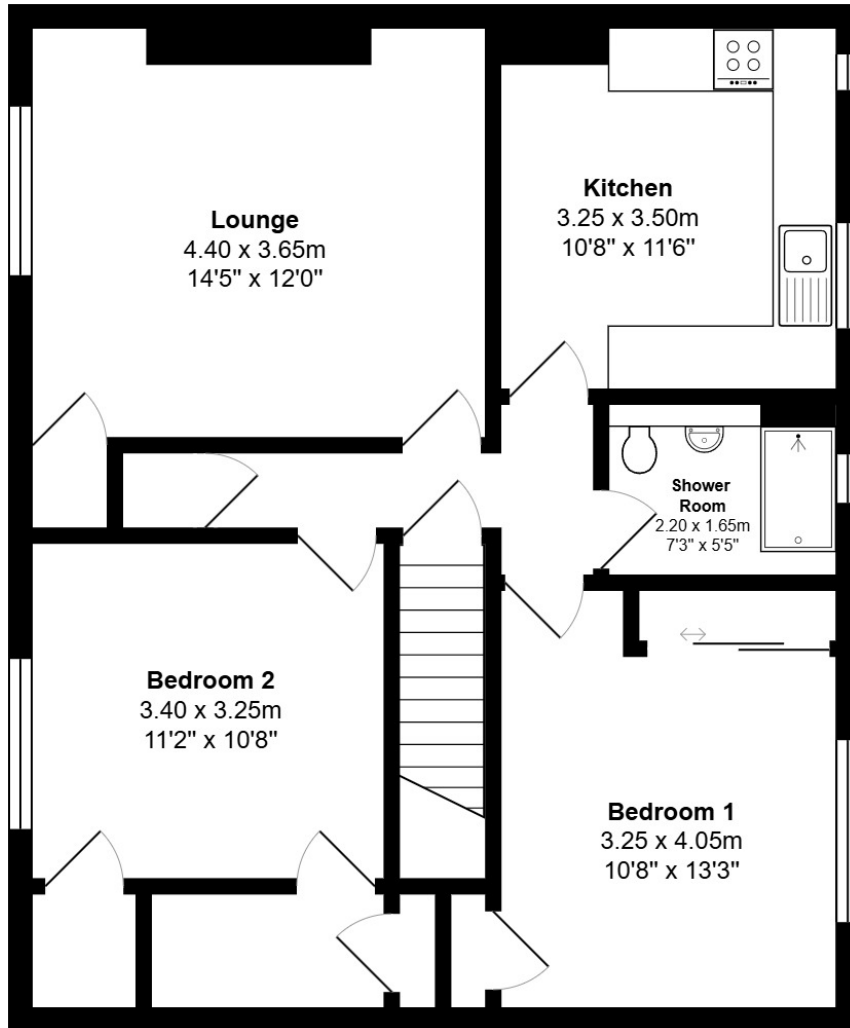 Lounge
4.40 x 3.65m
14'5" x 12'0"
Kitchen
3.25 x 3.50m
10'8" x 11'6"
Shower
Room
2.20 x 1.65m
7'3" x 5'5"
Bedroom 2
3.40 x 3.25m
11'2" x 10'8"
Bedroom 1
3.25 x 4.05m
10'8" x 13'3"